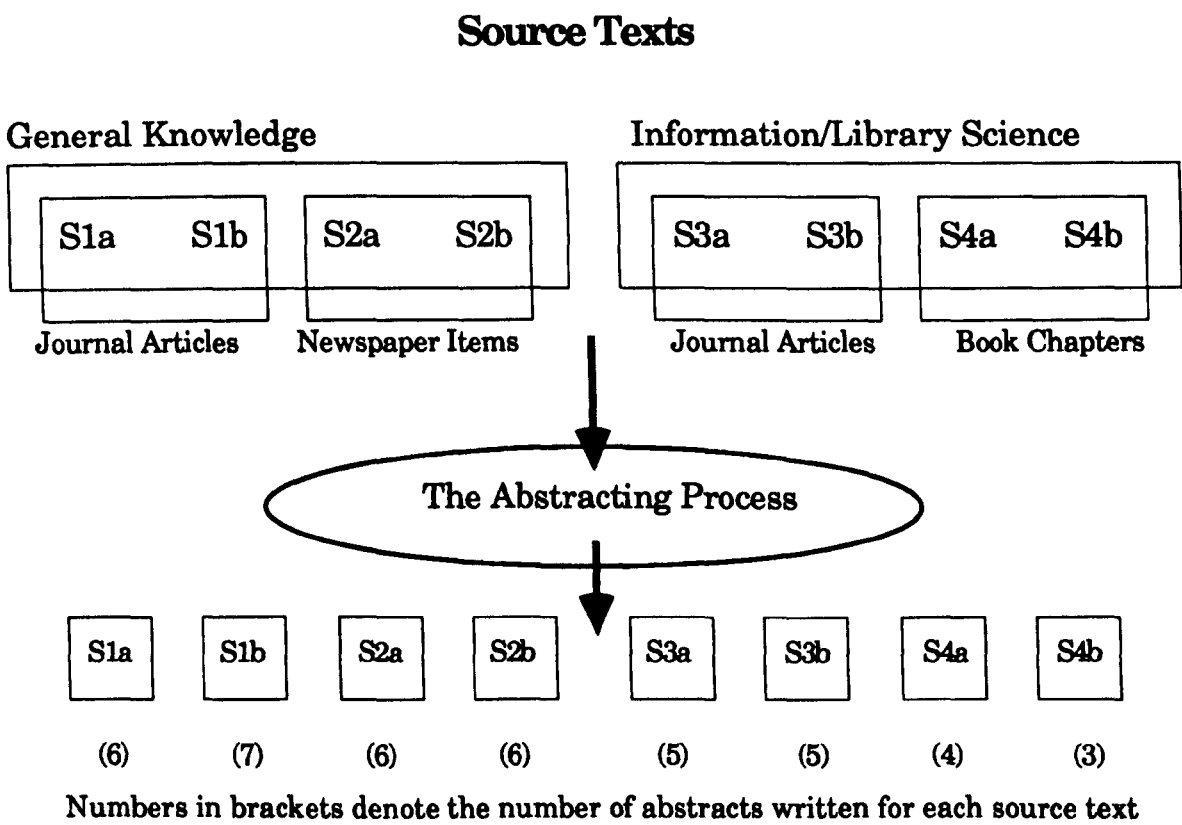 Source Texts
General Knowledge
Information/Library Science
S1a S1b S2a S2b S3a S3b S4a S4b
Journal Articles Newspaper Items Journal Articles Book Chapters
The Abstracting Process
S1a S1b S2a S2b S3a S3b S4a S4b
(6) (7) (6) (6) (5) (5) (4) (3)
Numbers in brackets denote the number of abstracts written for each source text